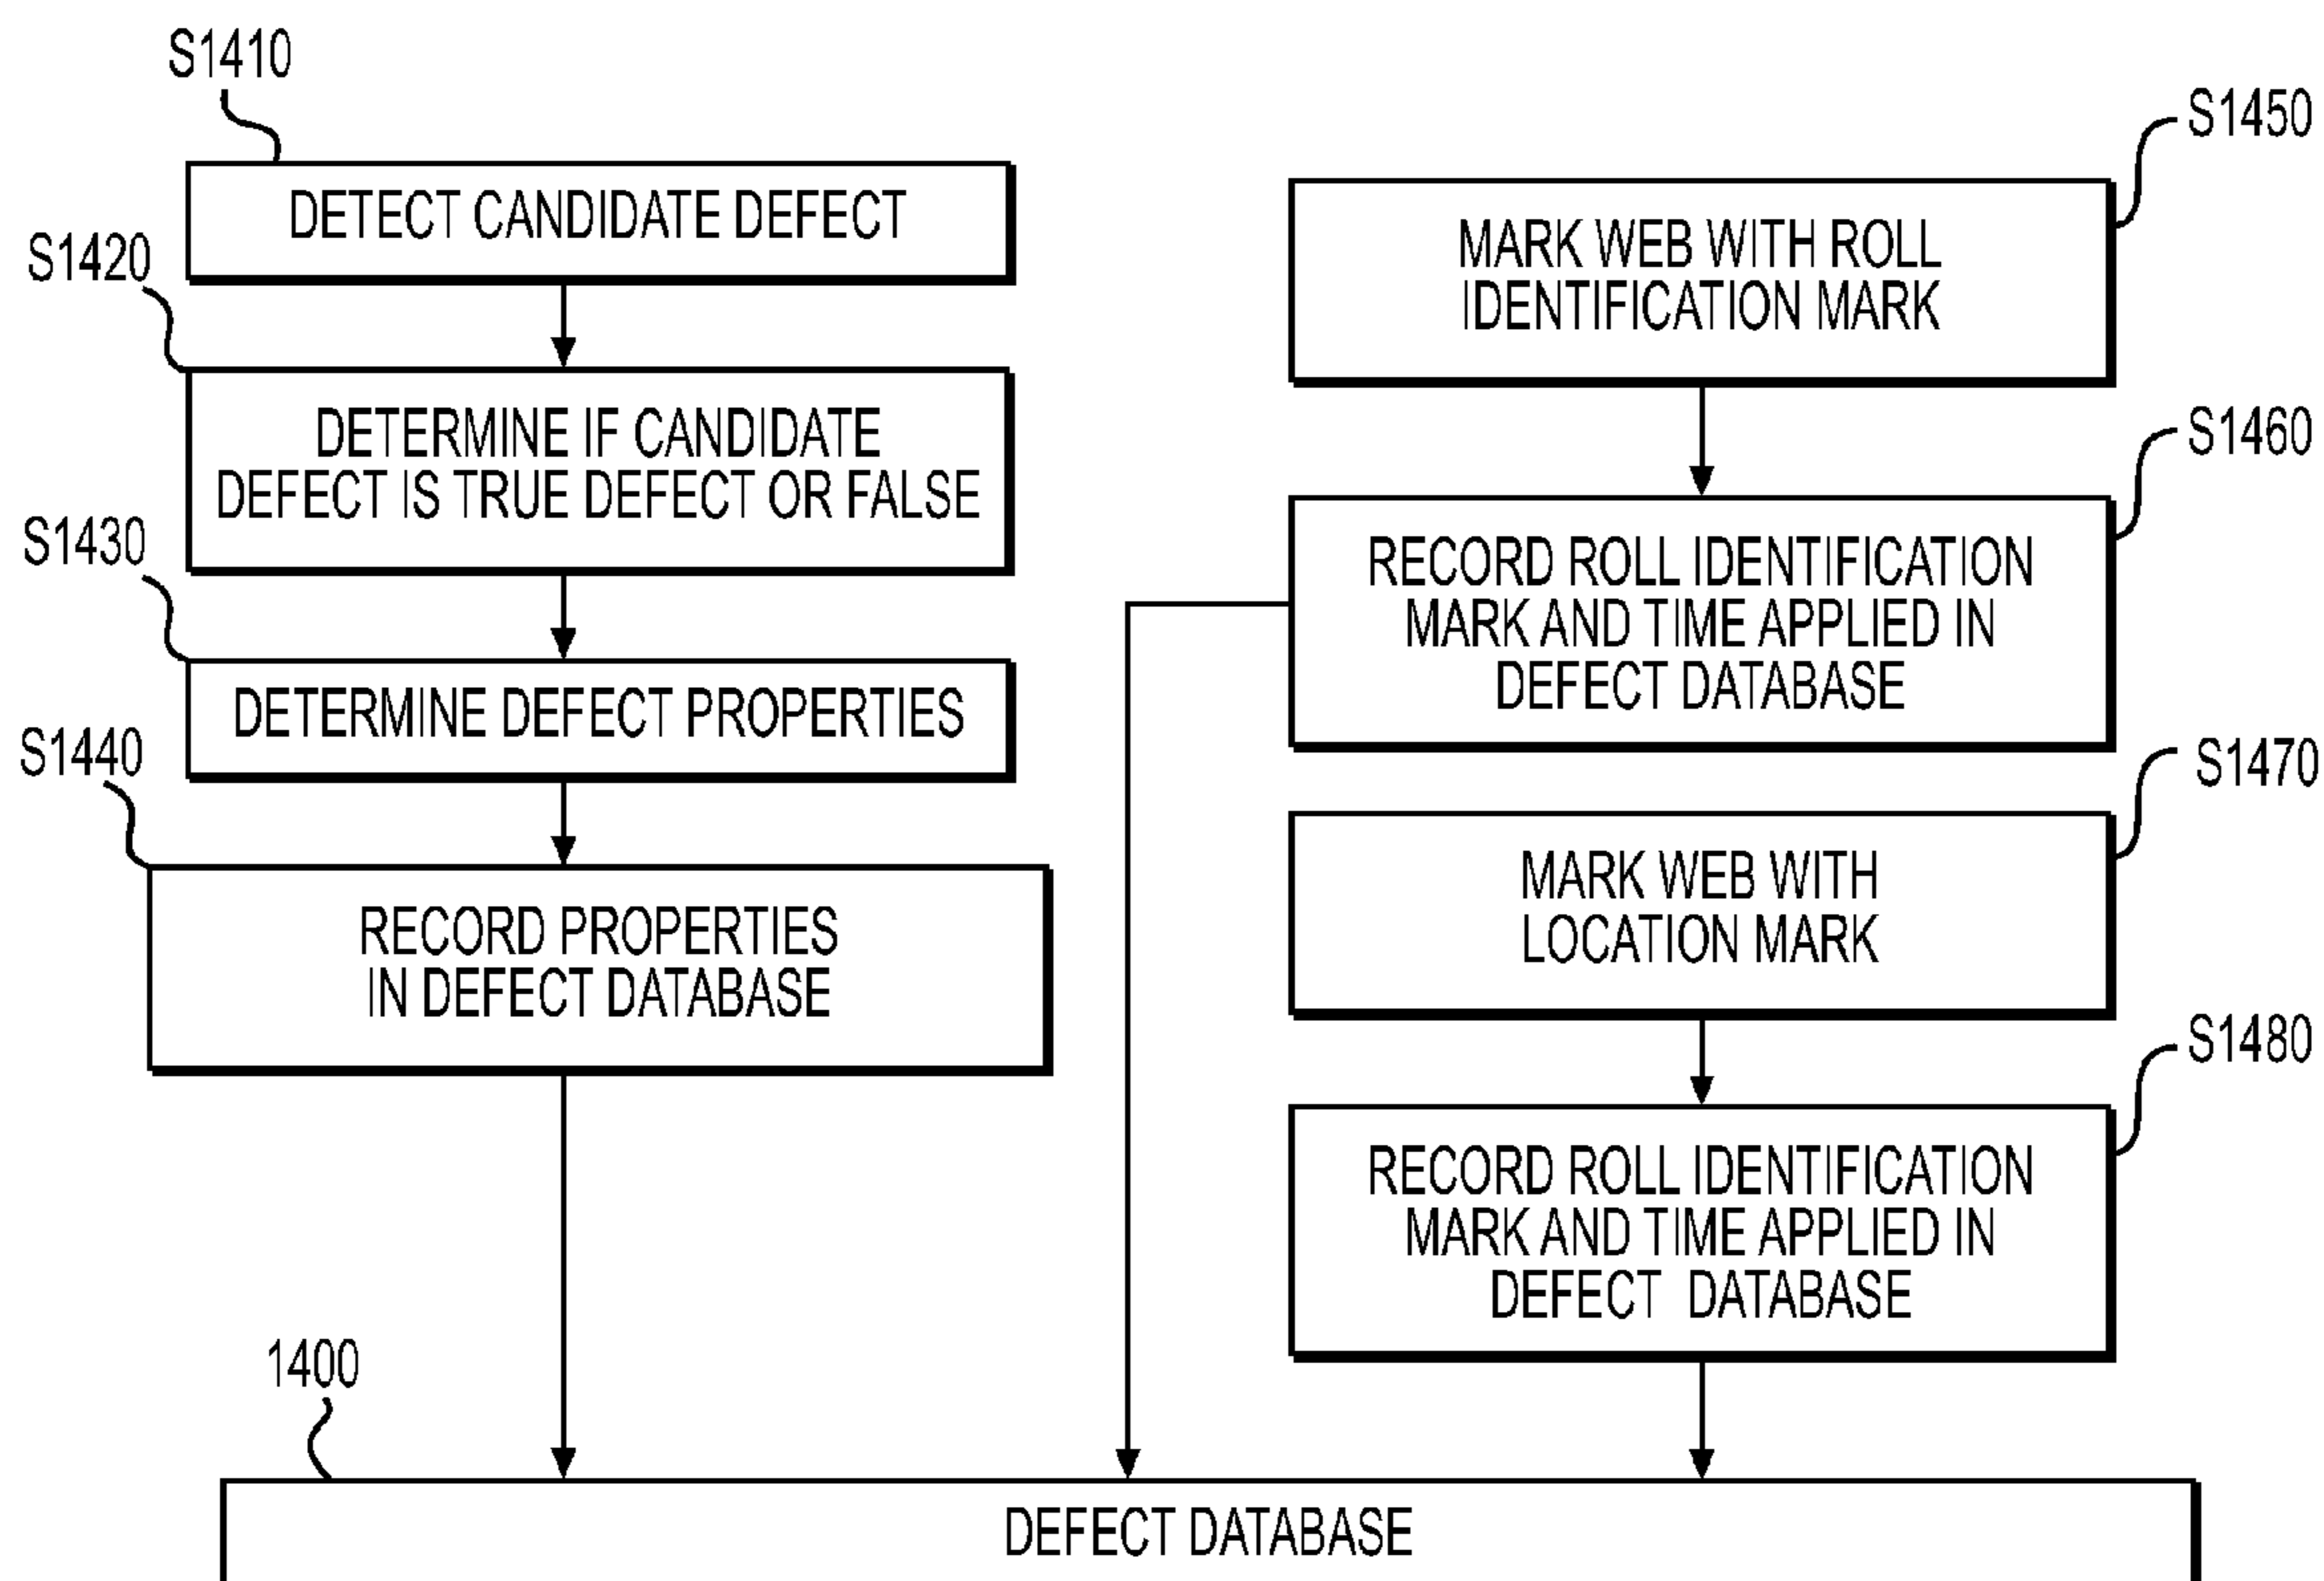 S1410
DETECT CANDIDATE DEFECT
S1420
DETERMINE IF CANDIDATE
DEFECT IS TRUE DEFECT OR FALSE
S1430
DETERMINE DEFECT PROPERTIES
S1440
RECORD PROPERTIES
IN DEFECT DATABASE
S1450
MARK WEB WITH ROLL
IDENTIFICATION MARK
S1460
RECORD ROLL IDENTIFICATION
MARK AND TIME APPLIED IN
DEFECT DATABASE
S1470
MARK WEB WITH
LOCATION MARK
S1480
RECORD ROLL IDENTIFICATION
MARK AND TIME APPLIED IN
DEFECT DATABASE
1400
DEFECT DATABASE